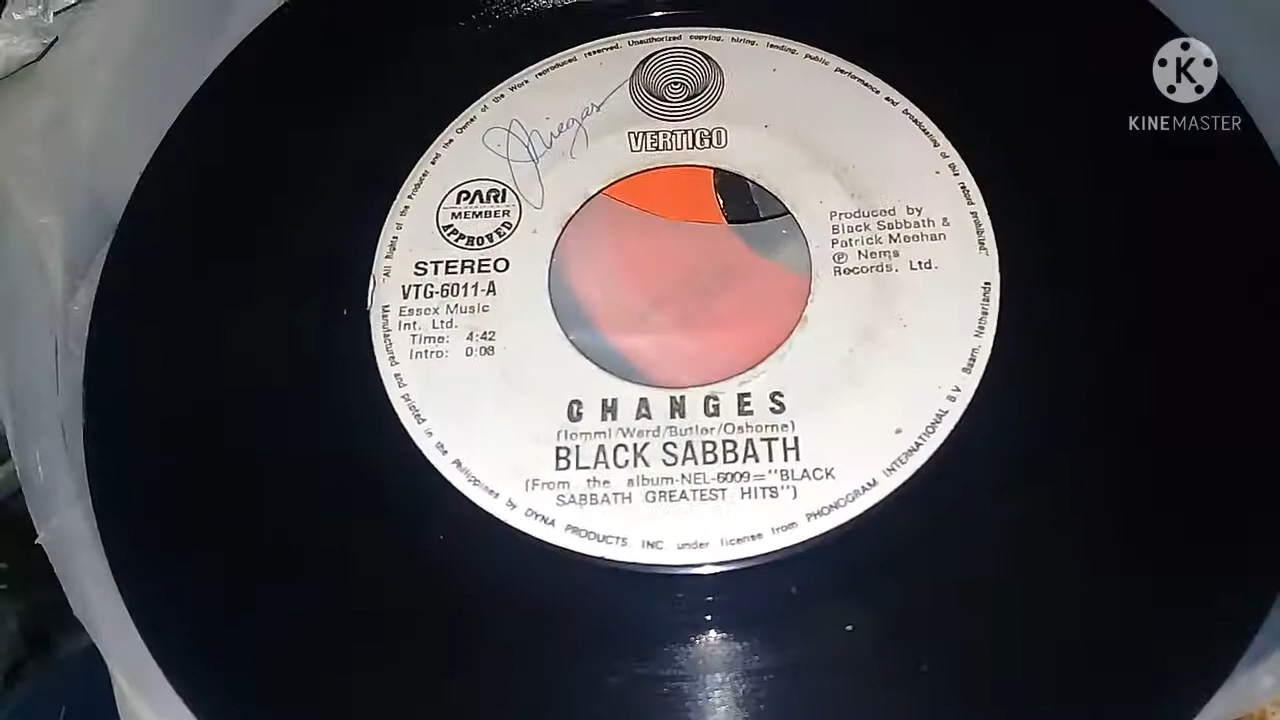 "All Rights of the Producer and the Owner of the Work reproduced reserved. Unauthorized copying, hiring, lending, public performance and broadcasting of this record prohibited."
VERTIGO
PARI
MEMBER
APPROVED
STEREO
VTG-6011-A
Essex Music
Int. Ltd.
Time: 4:42
Intro: 0:08
Produced by
Black Sabbath &
Patrick Meehan
Ⓟ Nems
Records, Ltd.
CHANGES
(Iommi/Ward/Butler/Osborne)
BLACK SABBATH
(From the album-NEL-6009="BLACK
SABBATH GREATEST HITS")
Manufactured and printed in the Philippines by DYNA PRODUCTS, INC. under license from PHONOGRAM INTERNATIONAL B.V. Baarn, Netherlands
K
KINEMASTER